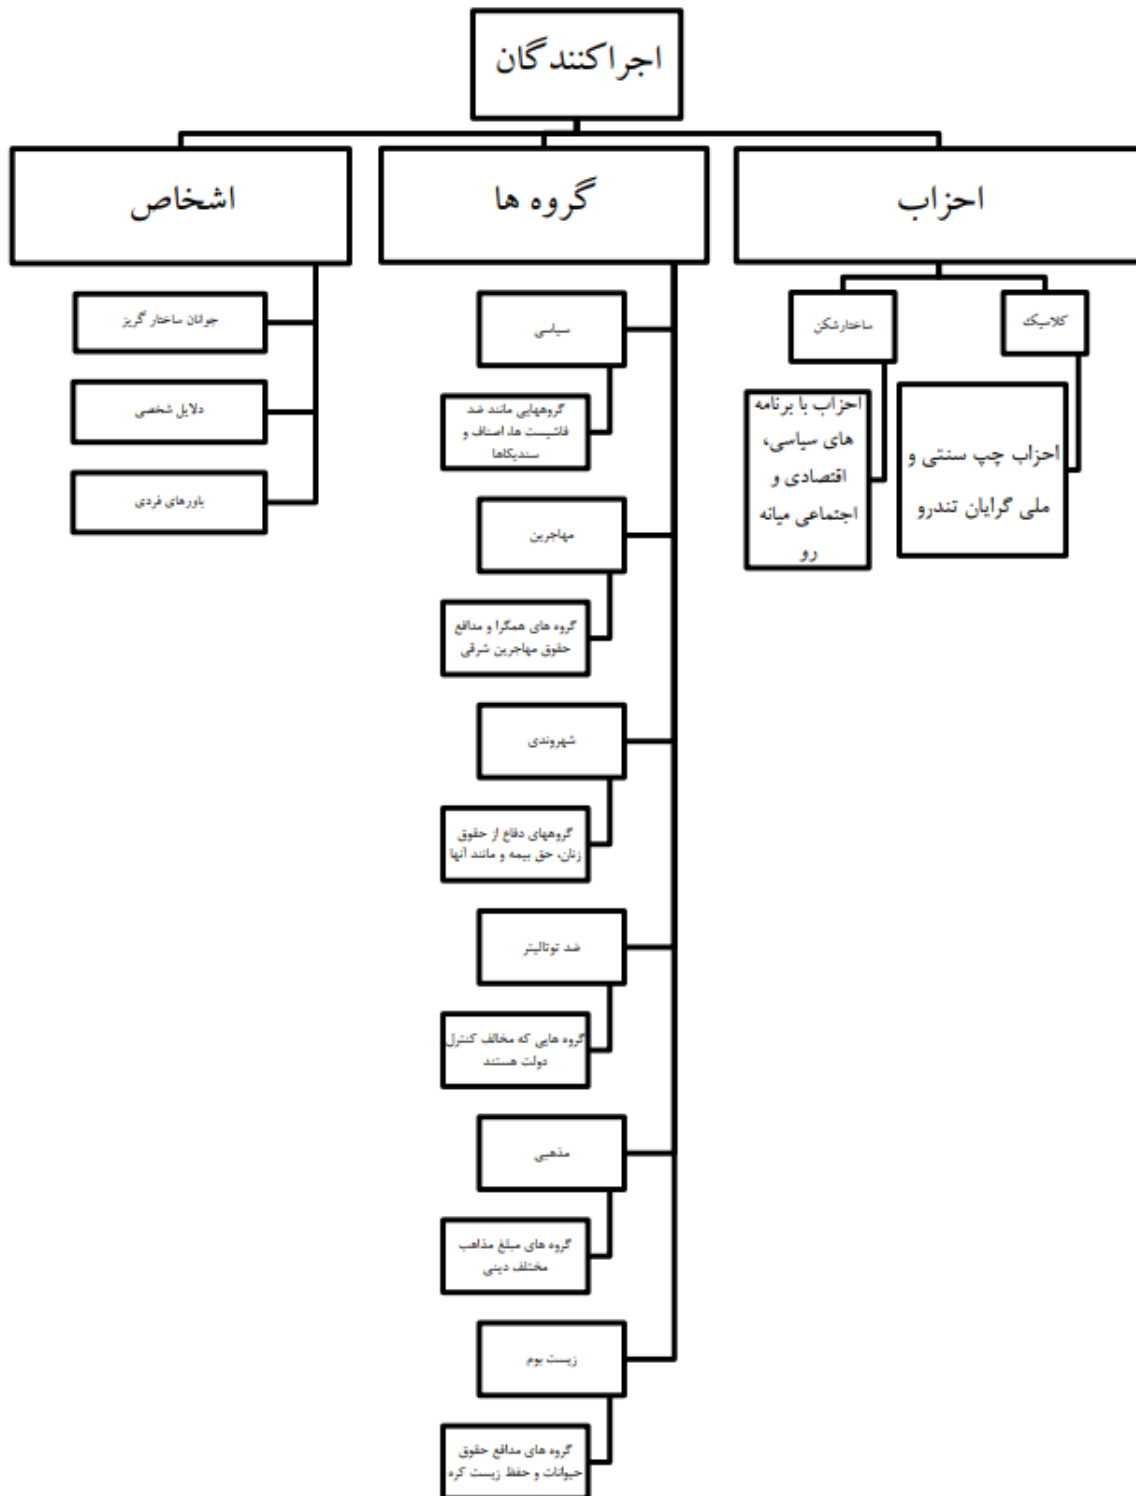 اجراکنندگان
احزاب
گروه ها
اشخاص
کلاسیک
احزاب چپ سنتی و
ملی گرایان تندرو
ساختارشکن
احزاب با برنامه
های سیاسی،
اقتصادی و
اجتماعی میانه
رو
سیاسی
گروههایی مانند ضد
فاشیست ها، اصناف و
سندیکاها
مهاجرین
گروه های همگرا و مدافع
حقوق مهاجرین شرقی
شهروندی
گروههای دفاع از حقوق
زنان، حق بیمه و مانند آنها
ضد توتالیتر
گروه هایی که مخالف کنترل
دولت هستند
مذهبی
گروه های مبلغ مذاهب
مختلف دینی
زیست بوم
گروه های مدافع حقوق
حیوانات و حفظ زیست کره
جوانان ساختار گریز
دلایل شخصی
باورهای فردی